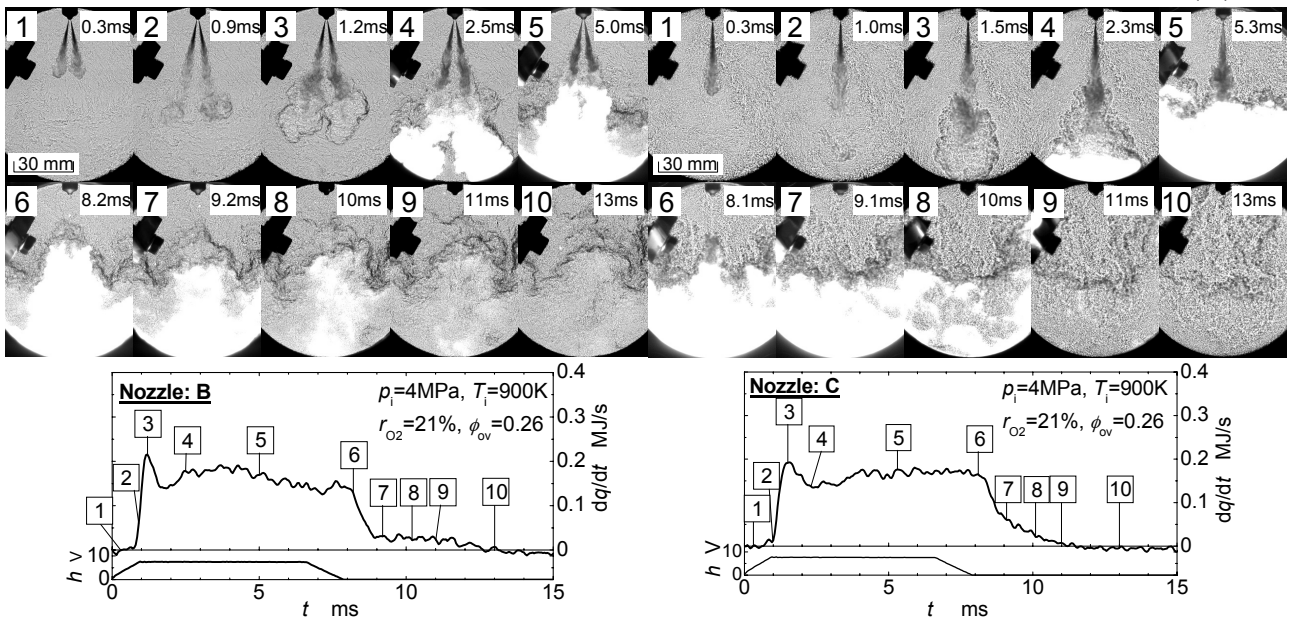 1 0.3ms 2 0.9ms 3 1.2ms 4 2.5ms 5 5.0ms 1 0.3ms 2 1.0ms 3 1.5ms 4 2.3ms 5 5.3ms
30 mm 30 mm
6 8.2ms 7 9.2ms 8 10ms 9 11ms 10 13ms 6 8.1ms 7 9.1ms 8 10ms 9 11ms 10 13ms
Nozzle: B
pi=4MPa, Ti=900K
rO2=21%, ϕov=0.26
0.4
0.3
0.2
0.1
0
dq/dt MJ/s
1
2
3
4
5
6
7
8
9
10
h V
10
0
0 5 10 15
t ms
Nozzle: C
pi=4MPa, Ti=900K
rO2=21%, ϕov=0.26
0.4
0.3
0.2
0.1
0
dq/dt MJ/s
1
2
3
4
5
6
7
8
9
10
h V
10
0
0 5 10 15
t ms